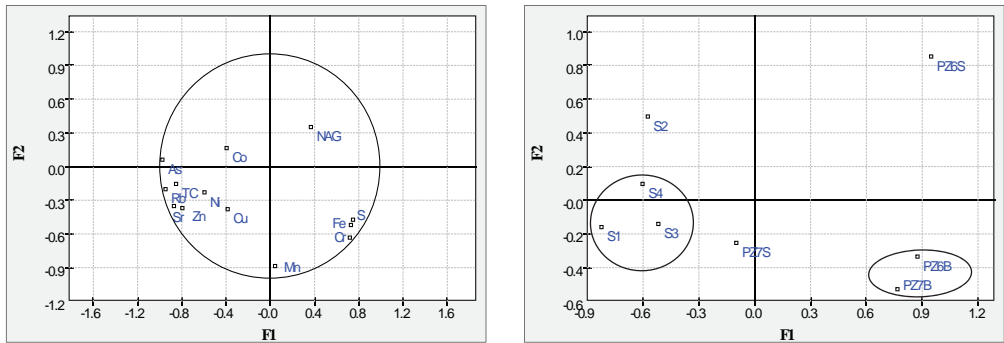 1.2
0.9
0.6
0.3
0.0
-0.3
-0.6
-0.9
-1.2
F2
NAG
Co
As
TC
Rb
Ni
Sr
Zn
Cu
S
Fe
Cr
Mn
-1.6 -1.2 -0.8 -0.4 -0.0 0.4 0.8 1.2 1.6
F1
1.0
0.8
0.6
0.4
0.2
-0.0
-0.2
-0.4
-0.6
F2
PZ6S
S2
S4
S1
S3
PZ7S
PZ6B
PZ7B
-0.9 -0.6 -0.3 0.0 0.3 0.6 0.9 1.2
F1